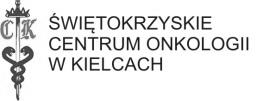 ŚWIĘTOKRZYSKIE
CENTRUM ONKOLOGII
W KIELCACH
C K